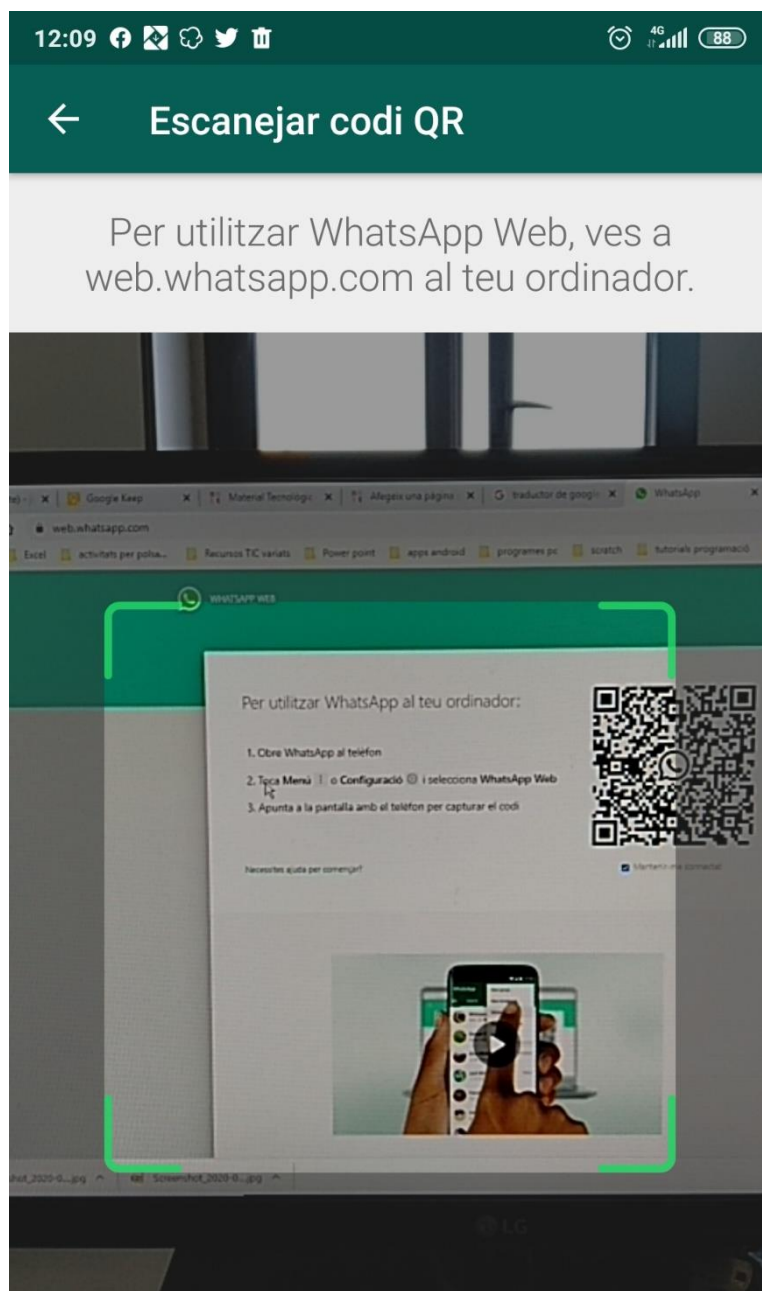 12:09
4G
88
Escanejar codi QR
Per utilitzar WhatsApp Web, ves a
web.whatsapp.com al teu ordinador.
Google Keep
Material Tecnològic
Afegeix una pàgina
traductor de google
WhatsApp
web.whatsapp.com
Excel
activitats per polsa...
Recursos TIC variats
Power point
apps android
programes pc
scratch
tutorials programació
WHATSAPP WEB
Per utilitzar WhatsApp al teu ordinador:
1. Obre WhatsApp al telèfon
2. Toca Menú o Configuració i selecciona WhatsApp Web
3. Apunta a la pantalla amb el telèfon per capturar el codi
Necessites ajuda per començar?
Mantenir-me connectat
Screenshot_2020-0...jpg
LG